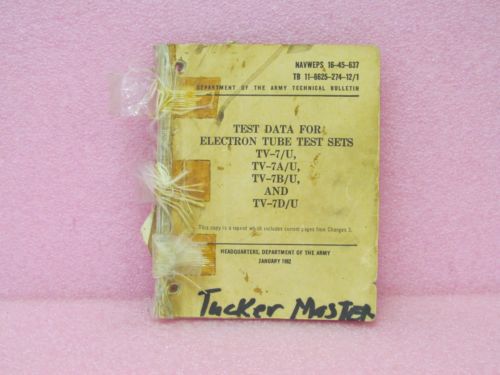 NAVWEPS 16-45-637
TB 11-6625-274-12/1
DEPARTMENT OF THE ARMY TECHNICAL BULLETIN
TEST DATA FOR
ELECTRON TUBE TEST SETS
TV-7/U,
TV-7A/U,
TV-7B/U,
AND
TV-7D/U
This copy is a reprint which includes current pages from Changes 3.
HEADQUARTERS, DEPARTMENT OF THE ARMY
JANUARY 1962
Tucker Master